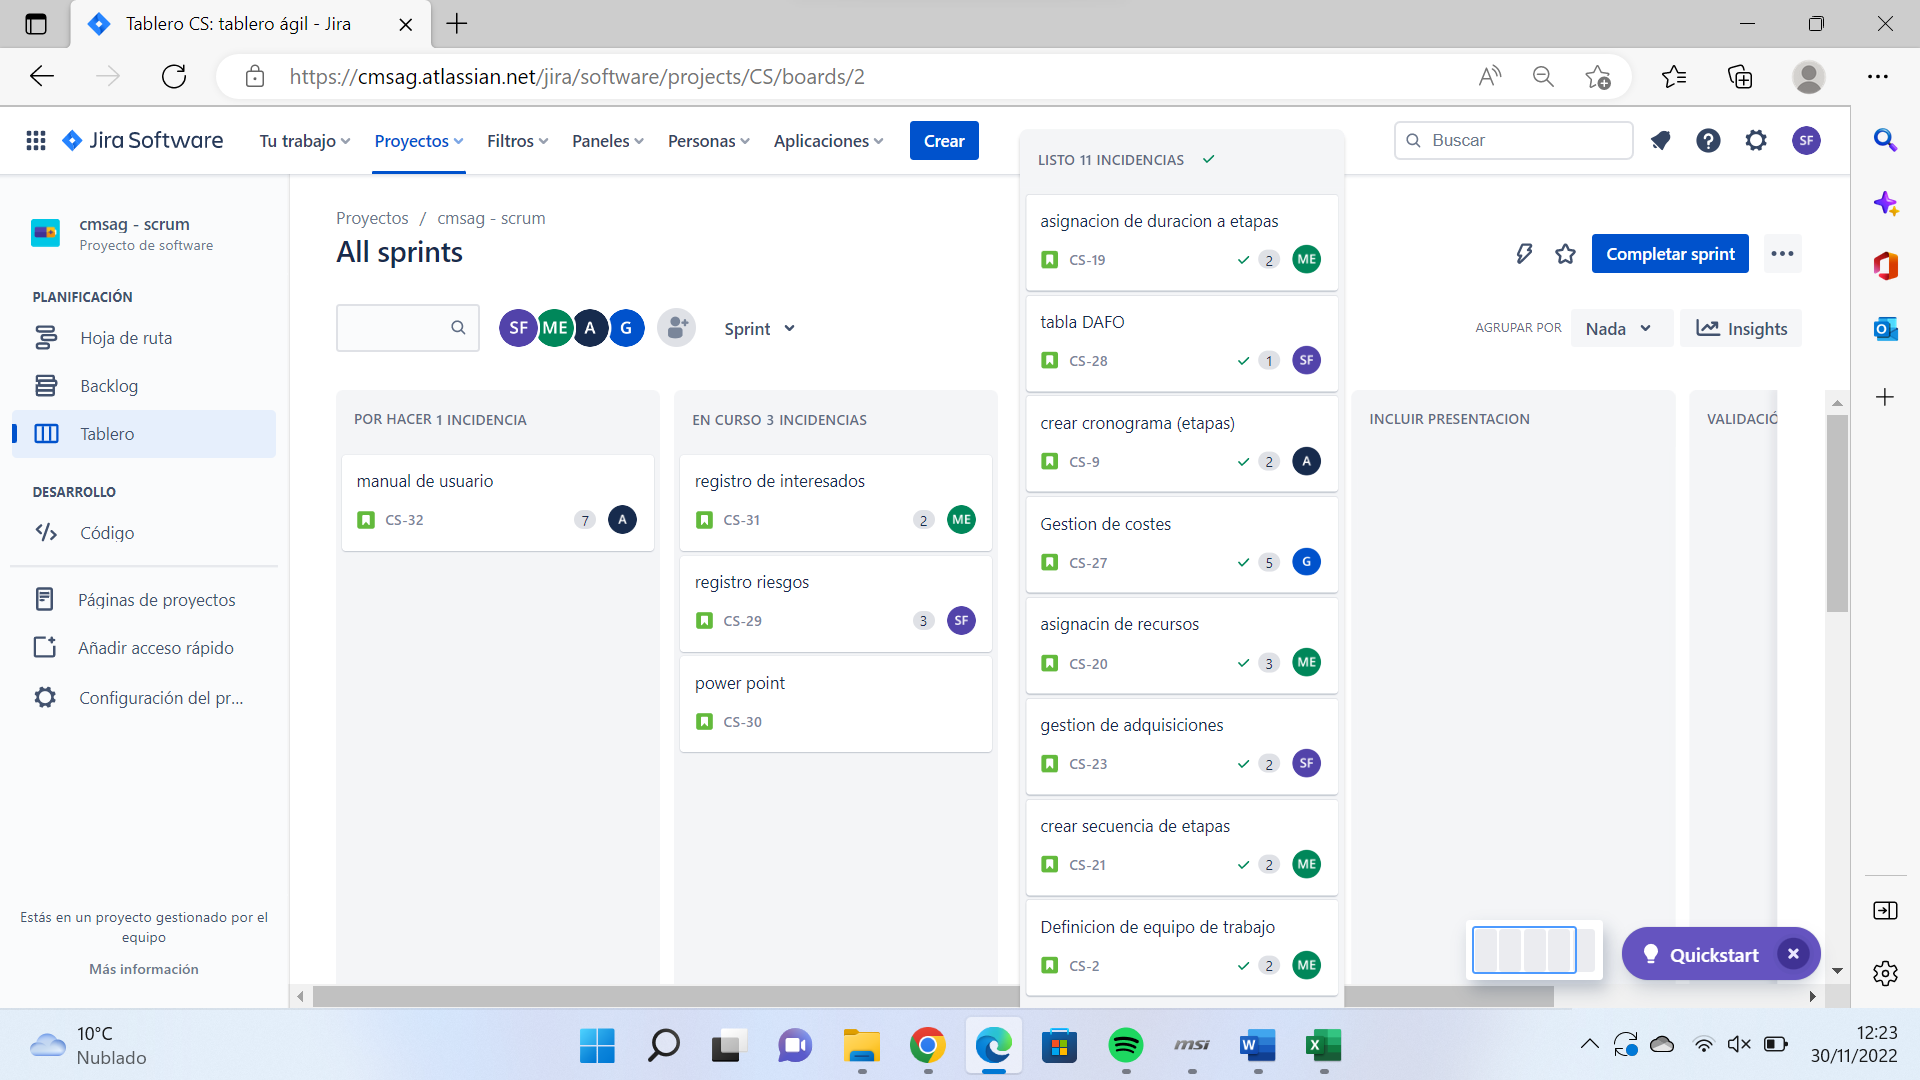 Tablero CS: tablero ágil - Jira
https://cmsag.atlassian.net/jira/software/projects/CS/boards/2
Jira Software
Tu trabajo
Proyectos
Filtros
Paneles
Personas
Aplicaciones
Crear
Buscar
SF
cmsag - scrum
Proyecto de software
PLANIFICACIÓN
Hoja de ruta
Backlog
Tablero
DESARROLLO
Código
Páginas de proyectos
Añadir acceso rápido
Configuración del pr...
Estás en un proyecto gestionado por el
equipo
Más información
Proyectos / cmsag - scrum
All sprints
Completar sprint
SF ME A G
Sprint
AGRUPAR POR
Nada
Insights
POR HACER 1 INCIDENCIA
manual de usuario
CS-32 7 A
EN CURSO 3 INCIDENCIAS
registro de interesados
CS-31 2 ME
registro riesgos
CS-29 3 SF
power point
CS-30
LISTO 11 INCIDENCIAS
asignacion de duracion a etapas
CS-19 2 ME
tabla DAFO
CS-28 1 SF
crear cronograma (etapas)
CS-9 2 A
Gestion de costes
CS-27 5 G
asignacin de recursos
CS-20 3 ME
gestion de adquisiciones
CS-23 2 SF
crear secuencia de etapas
CS-21 2 ME
Definicion de equipo de trabajo
CS-2 2 ME
INCLUIR PRESENTACION
VALIDACIÓ
Quickstart
10°C
Nublado
msi
12:23
30/11/2022